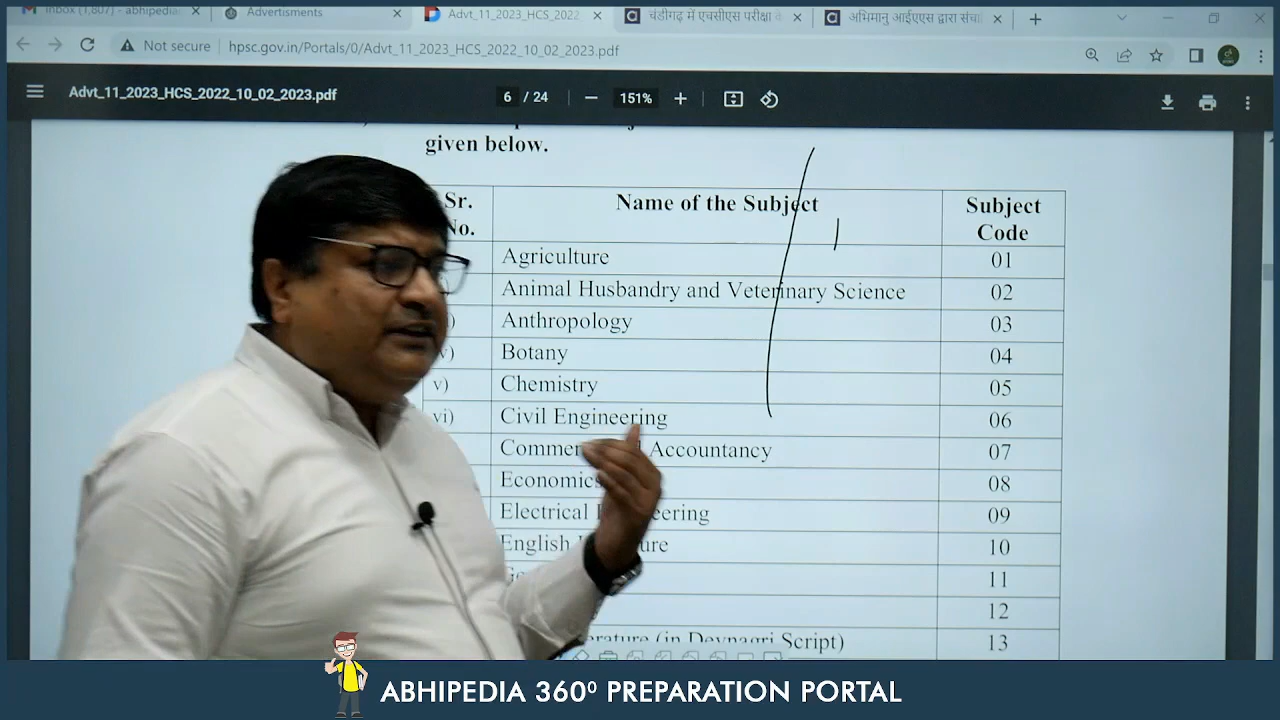 Inbox (1,807) - abhipedia
Advertisments
Advt_11_2023_HCS_2022
चंडीगढ़ में एचसीएस परीक्षा
अभिमानु आईएएस द्वारा संचा
Not secure
hpsc.gov.in/Portals/0/Advt_11_2023_HCS_2022_10_02_2023.pdf
Advt_11_2023_HCS_2022_10_02_2023.pdf
6 / 24
151%
given below.
Sr. No.
Name of the Subject
Subject Code
Agriculture 01
Animal Husbandry and Veterinary Science 02
Anthropology 03
Botany 04
v) Chemistry 05
vi) Civil Engineering 06
Accountancy 07
Economics 08
Electrical 09
English 10
11
12
(in Devnagri Script) 13
ABHIPEDIA 360⁰ PREPARATION PORTAL